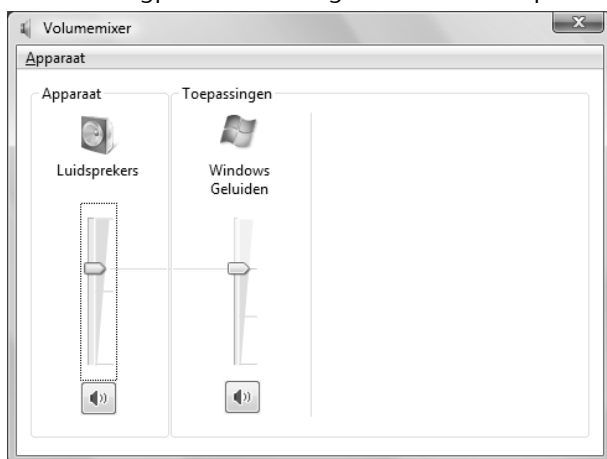 Volumemixer
Apparaat
Apparaat
Toepassingen
Luidsprekers
Windows
Geluiden